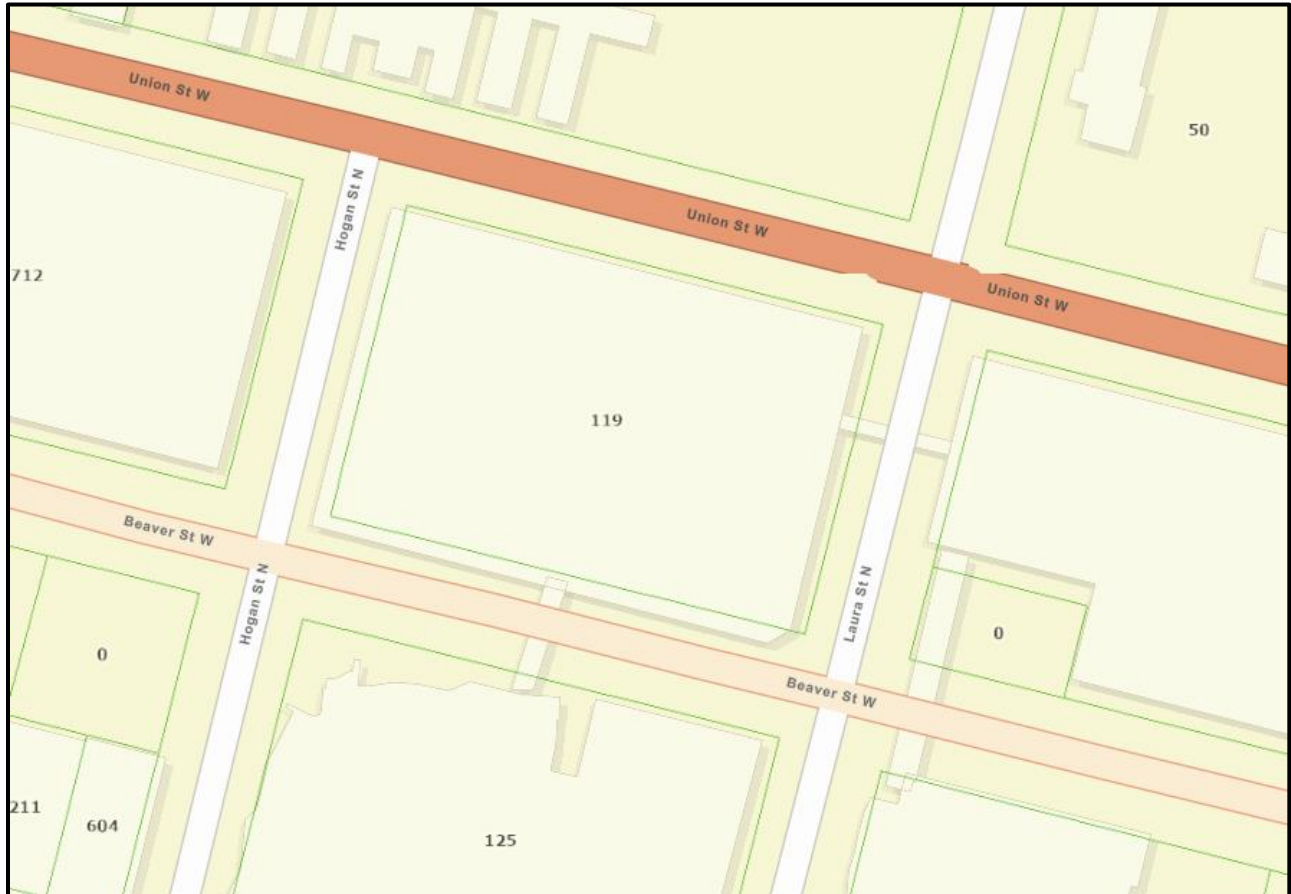 Union St W
50
Hogan St N
Union St W
712
Union St W
119
Beaver St W
Hogan St N
Laura St N
0
0
Beaver St W
211
604
125